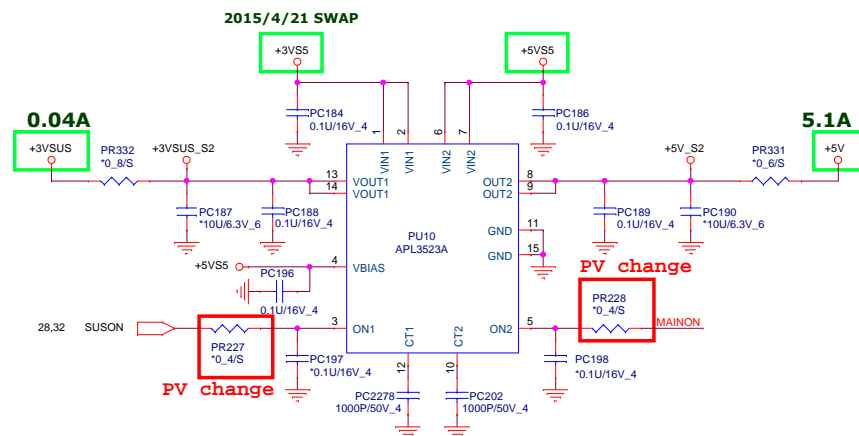 2015/4/21 SWAP
+3VS5
+5VS5
PC184
0.1U/16V_4
PC186
0.1U/16V_4
0.04A
5.1A
+3VSUS
PR332
*0_8/S
+3VSUS_S2
+5V_S2
PR331
*0_6/S
+5V
1
2
6
7
VIN1
VIN1
VIN2
VIN2
13
VOUT1
14
VOUT1
8
OUT2
9
OUT2
PC187
*10U/6.3V_6
PC188
0.1U/16V_4
PU10
APL3523A
PC189
0.1U/16V_4
PC190
*10U/6.3V_6
11
GND
15
GND
+5VS5
PC196
0.1U/16V_4
4
VBIAS
PV change
28,32
SUSON
PR227
*0_4/S
3
ON1
CT1
CT2
5
ON2
PR228
*0_4/S
MAINON
PV change
PC197
*0.1U/16V_4
12
10
PC198
*0.1U/16V_4
PC2278
1000P/50V_4
PC202
1000P/50V_4